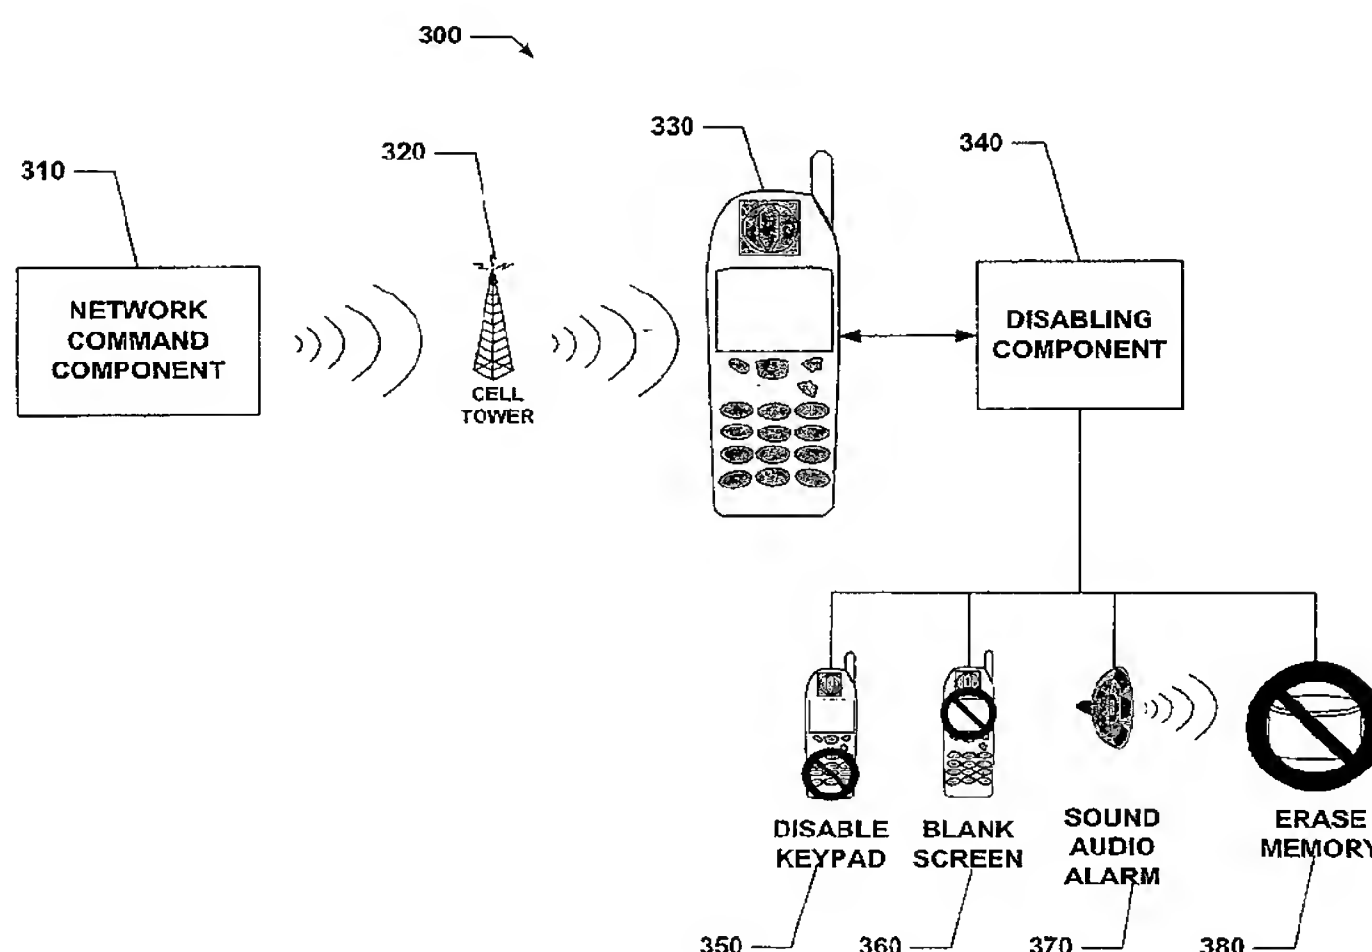 300
330
340
320
310
NETWORK
COMMAND
COMPONENT
DISABLING
COMPONENT
CELL
TOWER
DISABLE
KEYPAD
BLANK
SCREEN
SOUND
AUDIO
ALARM
ERASE
MEMORY
350
360
370
380